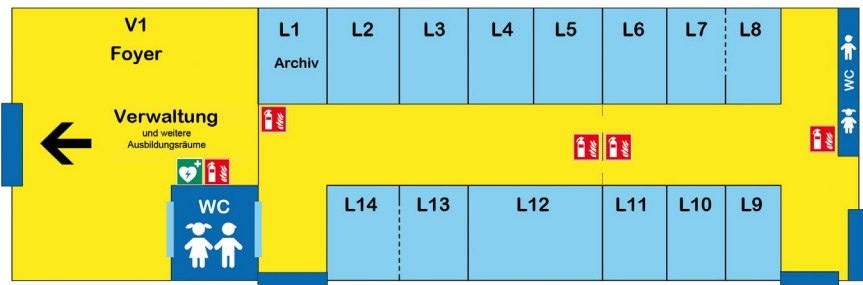 V1
Foyer
L1
Archiv
L2
L3
L4
L5
L6
L7
L8
WC
Verwaltung
und weitere
Ausbildungsräume
WC
L14
L13
L12
L11
L10
L9